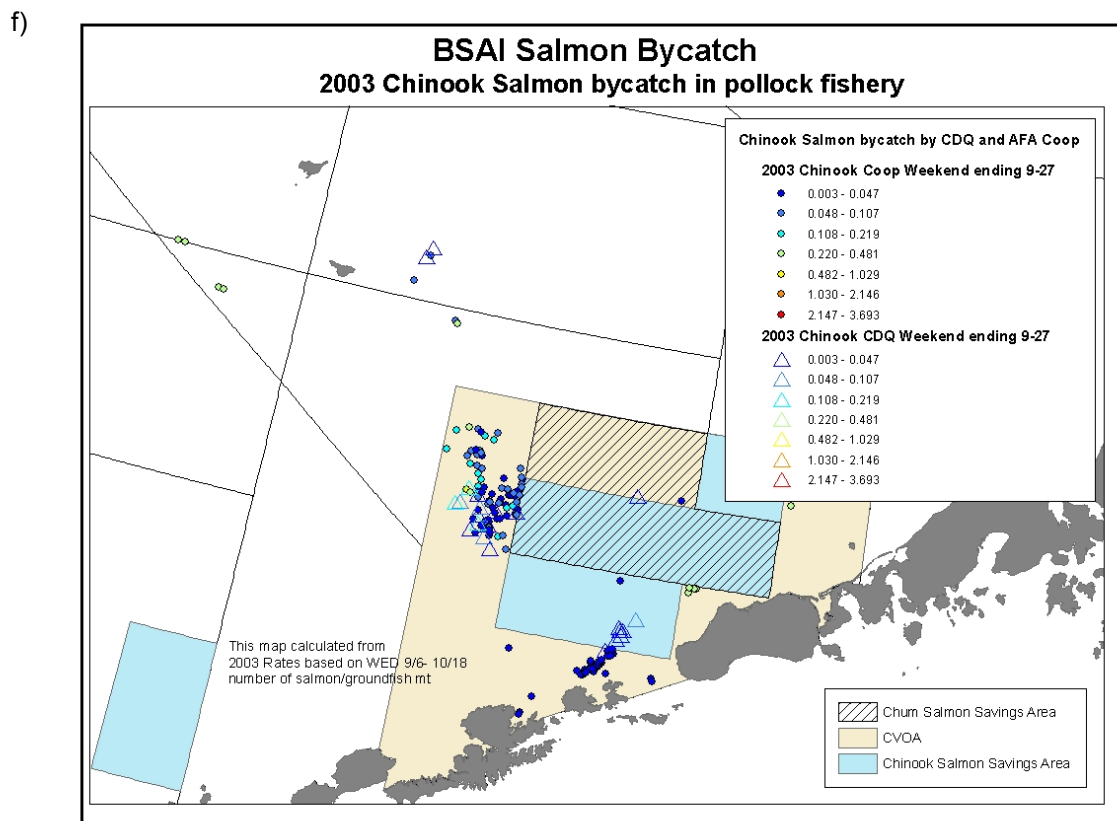 f)
BSAI Salmon Bycatch
2003 Chinook Salmon bycatch in pollock fishery
Chinook Salmon bycatch by CDQ and AFA Coop
2003 Chinook Coop Weekend ending 9-27
0.003 - 0.047
0.048 - 0.107
0.108 - 0.219
0.220 - 0.481
0.482 - 1.029
1.030 - 2.146
2.147 - 3.693
2003 Chinook CDQ Weekend ending 9-27
0.003 - 0.047
0.048 - 0.107
0.108 - 0.219
0.220 - 0.481
0.482 - 1.029
1.030 - 2.146
2.147 - 3.693
This map calculated from
2003 Rates based on WED 9/6- 10/18
number of salmon/groundfish mt
Chum Salmon Savings Area
CVOA
Chinook Salmon Savings Area